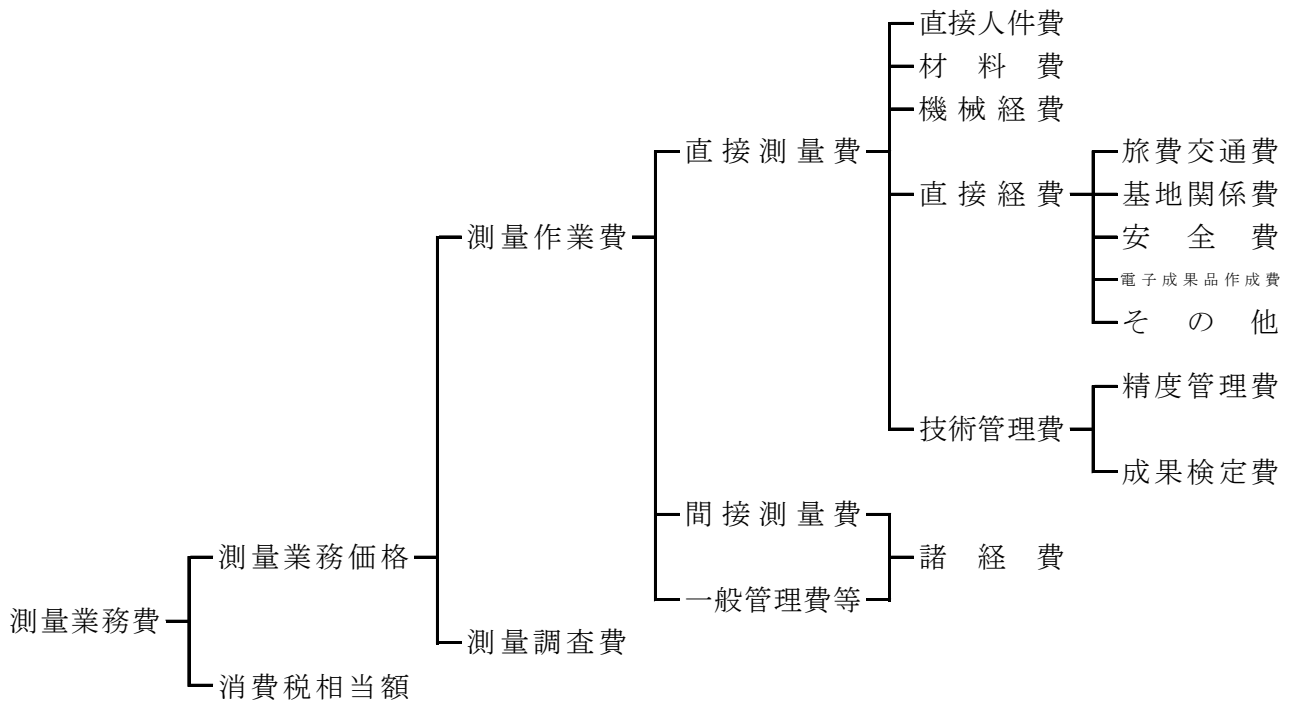 直接人件費
材料費
機械経費
直接測量費
旅費交通費
直接経費
基地関係費
測量作業費
安全費
電子成果品作成費
その他
精度管理費
技術管理費
成果検定費
間接測量費
測量業務価格
諸経費
一般管理費等
測量業務費
測量調査費
消費税相当額